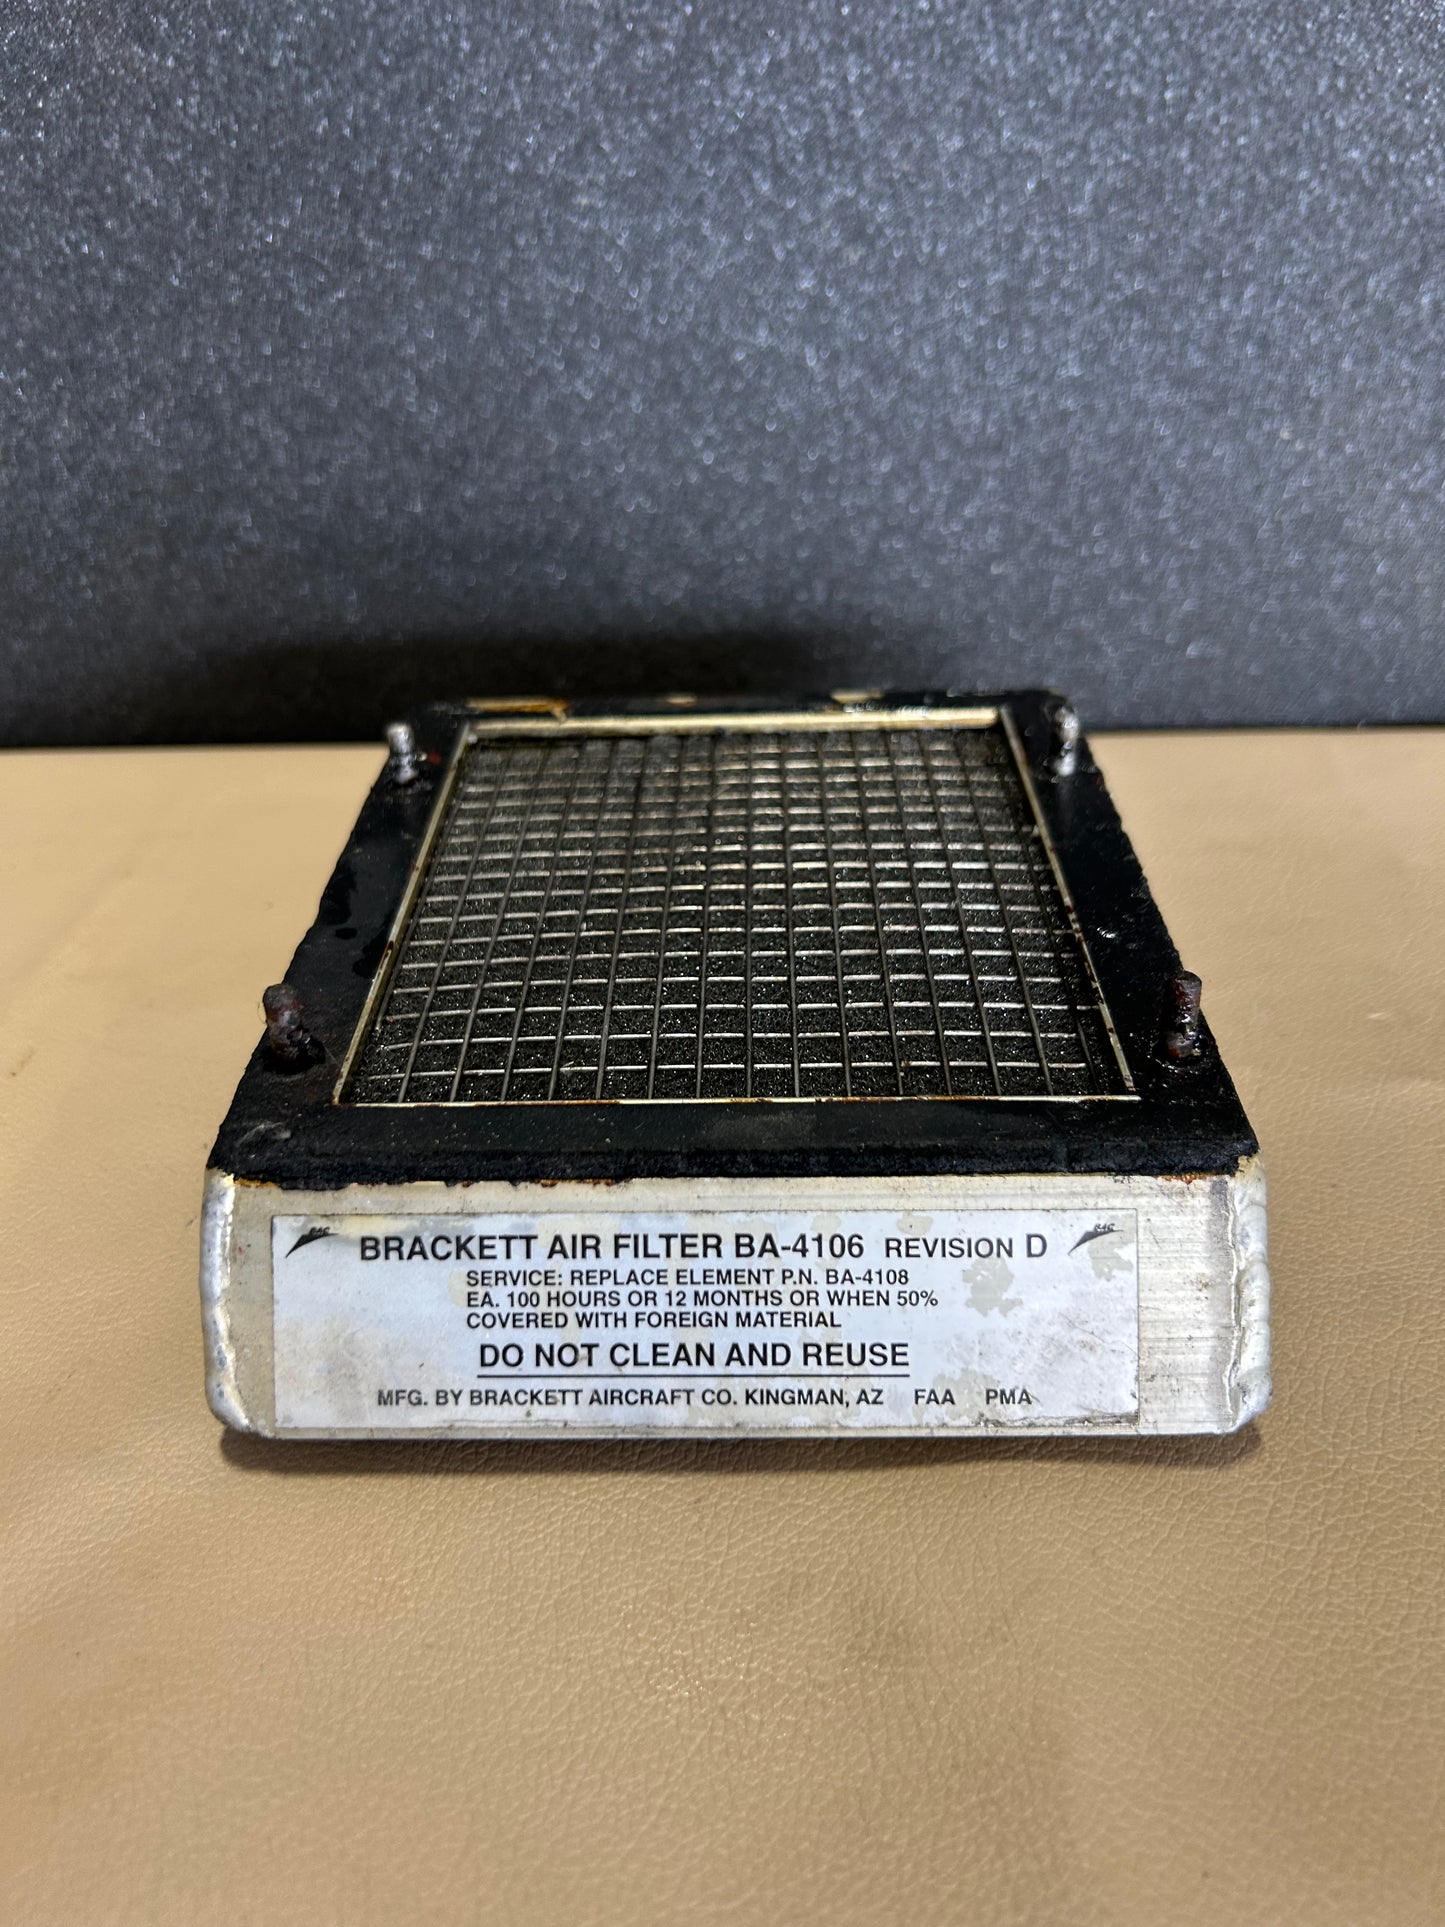 BAC BAC
BRACKETT AIR FILTER BA-4106 REVISION D
SERVICE: REPLACE ELEMENT P.N. BA-4108
EA. 100 HOURS OR 12 MONTHS OR WHEN 50%
COVERED WITH FOREIGN MATERIAL
DO NOT CLEAN AND REUSE
MFG. BY BRACKETT AIRCRAFT CO. KINGMAN, AZ FAA PMA